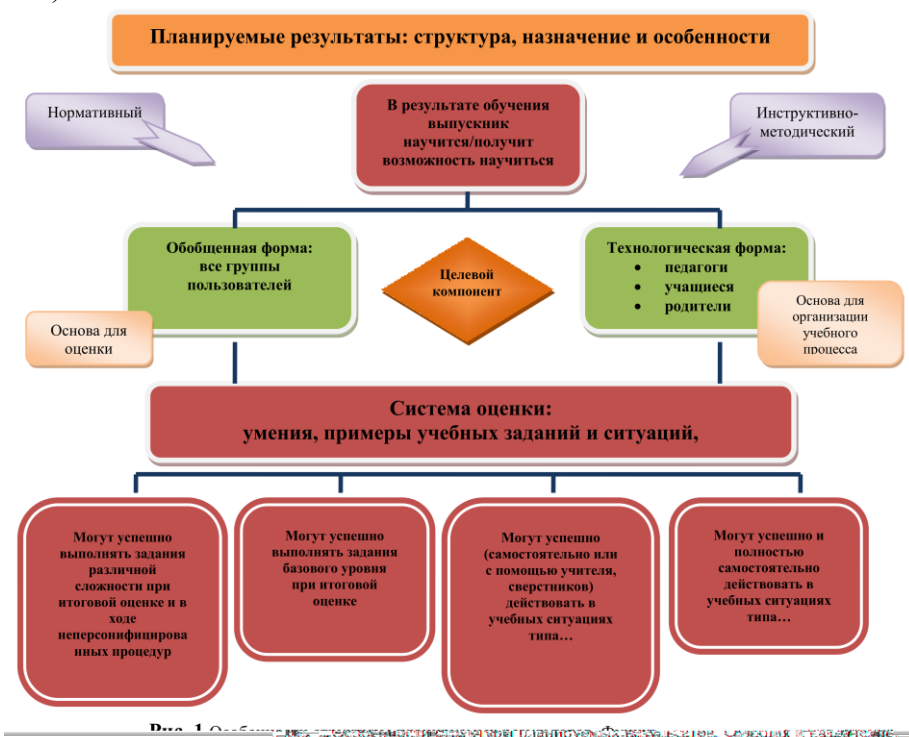 Планируемые результаты: структура, назначение и особенности
Нормативный
В результате обучения
выпускник
научится/получит
возможность научиться
Инструктивно-
методический
Обобщенная форма:
все группы
пользователей
Целевой
компонент
Технологическая форма:
• педагоги
• учащиеся
• родители
Основа для
оценки
Основа для
организации
учебного
процесса
Система оценки:
умения, примеры учебных заданий и ситуаций,
Могут успешно
выполнять задания
различной
сложности при
итоговой оценке и в
ходе
неперсонифицирова
нных процедур
Могут успешно
выполнять задания
базового уровня
при итоговой
оценке
Могут успешно
(самостоятельно или
с помощью учителя,
сверстников)
действовать в
учебных ситуациях
типа…
Могут успешно и
полностью
самостоятельно
действовать в
учебных ситуациях
типа…
Рис. 1